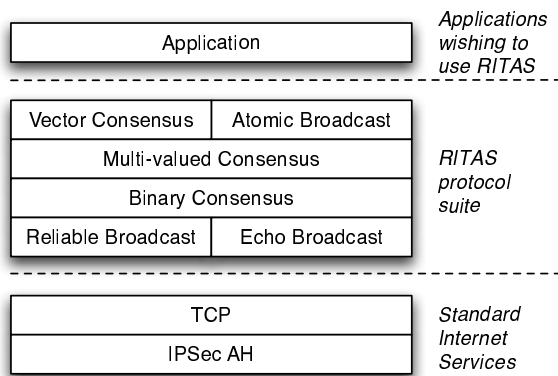 Application
Applications
wishing to
use RITAS
Vector Consensus
Atomic Broadcast
Multi-valued Consensus
Binary Consensus
Reliable Broadcast
Echo Broadcast
RITAS
protocol
suite
TCP
IPSec AH
Standard
Internet
Services